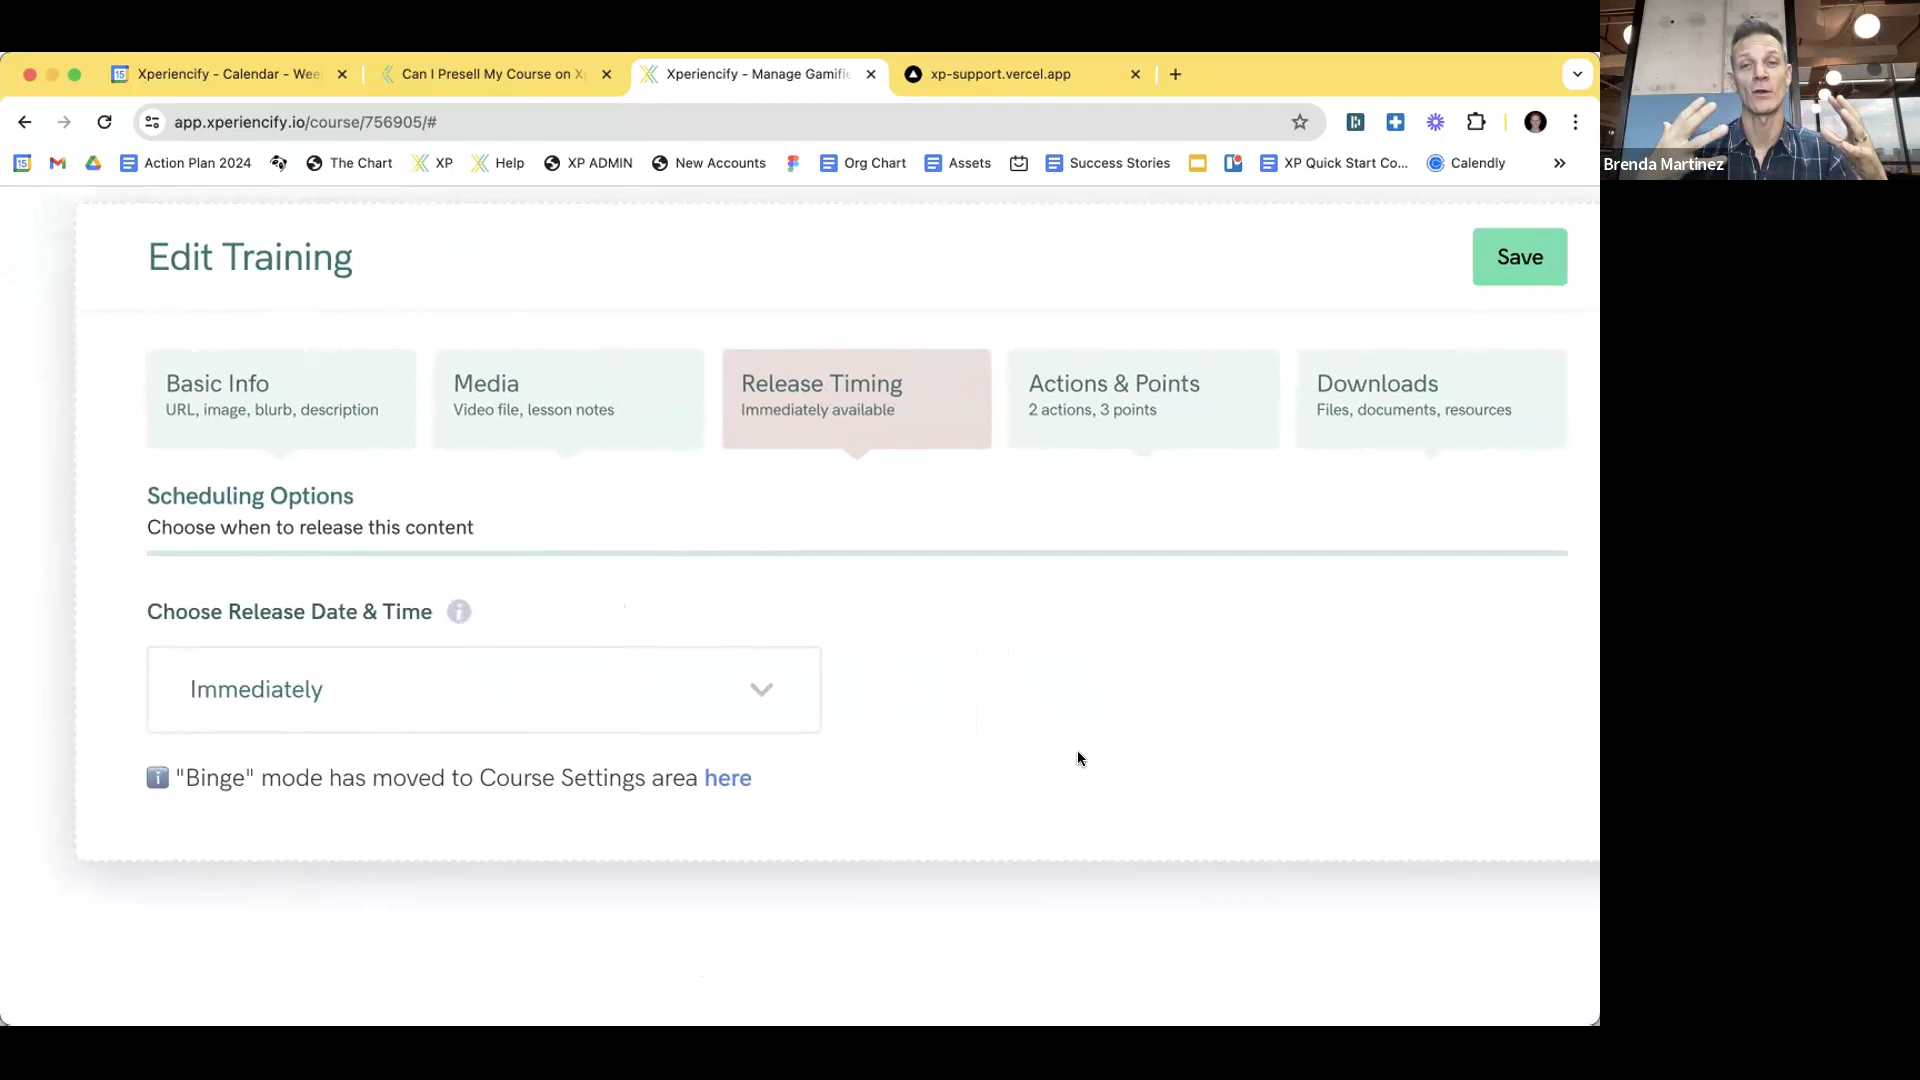 Xperiencify - Calendar - Wee
Can I Presell My Course on X
Xperiencify - Manage Gamifi
xp-support.vercel.app
app.xperiencify.io/course/756905/#
Action Plan 2024
The Chart
XP
Help
XP ADMIN
New Accounts
Org Chart
Assets
Success Stories
XP Quick Start Co...
Calendly
Brenda Martinez
Edit Training
Save
Basic Info
URL, image, blurb, description
Media
Video file, lesson notes
Release Timing
Immediately available
Actions & Points
2 actions, 3 points
Downloads
Files, documents, resources
Scheduling Options
Choose when to release this content
Choose Release Date & Time
Immediately
"Binge" mode has moved to Course Settings area here